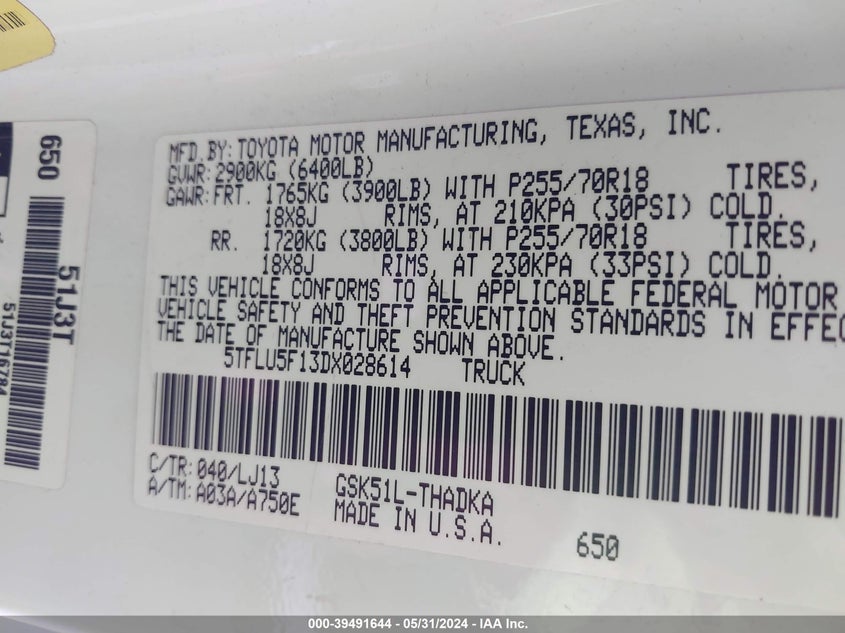 MFD.BY:TOYOTA MOTOR MANUFACTURING, TEXAS, INC.
GVWR:2900KG (6400LB)
GAWR:FRT. 1765KG (3900LB) WITH P255/70R18 TIRES,
18X8J RIMS, AT 210KPA (30PSI) COLD.
RR. 1720KG (3800LB) WITH P255/70R18 TIRES,
18X8J RIMS, AT 230KPA (33PSI) COLD.
THIS VEHICLE CONFORMS TO ALL APPLICABLE FEDERAL MOTOR
VEHICLE SAFETY AND THEFT PREVENTION STANDARDS IN EFFEC
THE DATE OF MANUFACTURE SHOWN ABOVE.
5TFLU5F13DX028614 TRUCK
C/TR:040/LJ13
A/TM:A03A/A750E
GSK51L-THADKA
MADE IN U.S.A.
650
650
51J3T
51J3T16784
000-39491644 - 05/31/2024 - IAA Inc.